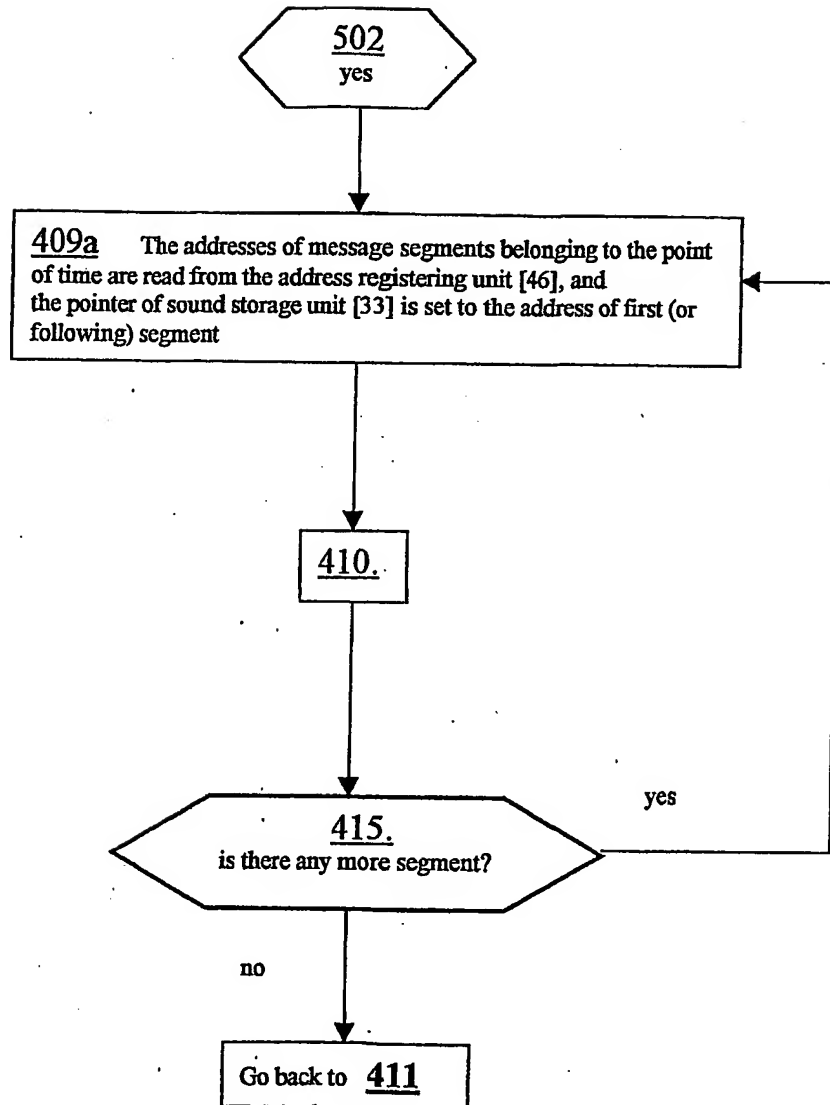 502
yes
409a The addresses of message segments belonging to the point
of time are read from the address registering unit [46], and
the pointer of sound storage unit [33] is set to the address of first (or
following) segment
410.
415.
is there any more segment?
yes
no
Go back to 411